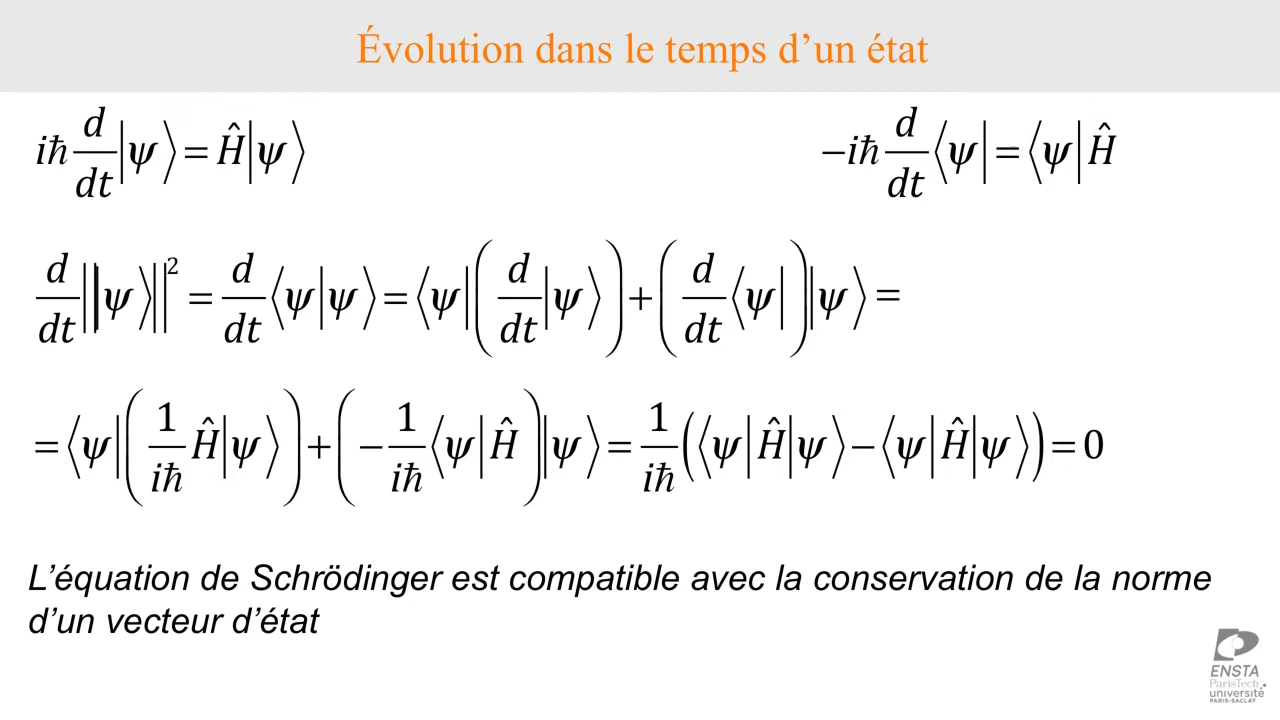 Évolution dans le temps d’un état
iħ d/dt |ψ⟩ = Ĥ|ψ⟩    −iħ d/dt ⟨ψ| = ⟨ψ|Ĥ
d/dt ||ψ⟩|² = d/dt ⟨ψ|ψ⟩ = ⟨ψ|(d/dt |ψ⟩) + (d/dt ⟨ψ|)|ψ⟩ =
= ⟨ψ|(1/iħ Ĥ|ψ⟩) + (− 1/iħ ⟨ψ|Ĥ)|ψ⟩ = 1/iħ (⟨ψ|Ĥ|ψ⟩ − ⟨ψ|Ĥ|ψ⟩) = 0
L’équation de Schrödinger est compatible avec la conservation de la norme
d’un vecteur d’état
ENSTA
ParisTech
université
PARIS-SACLAY